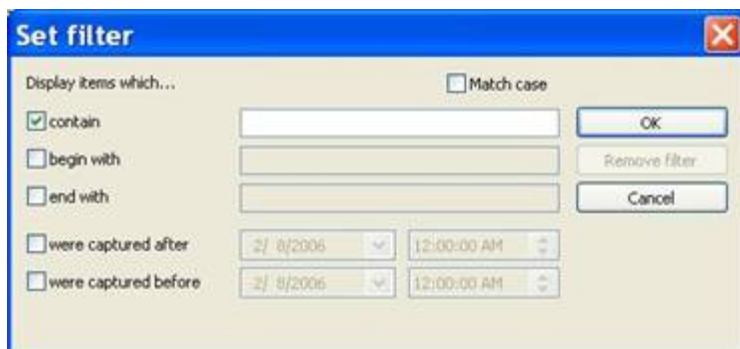 Set filter
Display items which... Match case
contain OK
begin with Remove filter
end with Cancel
were captured after 2/ 8/2006 12:00:00 AM
were captured before 2/ 8/2006 12:00:00 AM